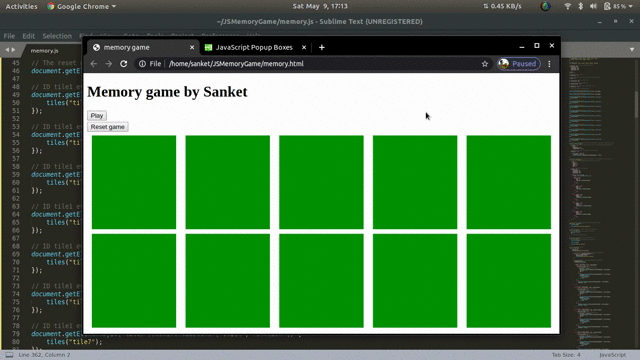 Activities Google Chrome Sat May 9, 17:13 0.45 KB/s 85 %
~/JSMemoryGame/memory.js - Sublime Text (UNREGISTERED)
File Edit Selection
memory.js
memory game
JavaScript Popup Boxes
File /home/sanket/JSMemoryGame/memory.html Paused
Memory game by Sanket
Play
Reset game
45 // The reset
46 document.getE
47
48 // ID tile1 e
49 document.getE
50 tiles("ti
51 });
52
53 // ID tile1 e
54 document.getE
55 tiles("ti
56 });
57
58 // ID tile1 e
59 document.getE
60 tiles("ti
61 });
62
63 // ID tile1 e
64 document.getE
65 tiles("ti
66 });
67
68 // ID tile1 e
69 document.getE
70 tiles("ti
71 });
72
73 // ID tile1 e
74 document.getE
75 tiles("ti
76 });
77
78 // ID tile1 e
79 document.getE
80 tiles("tile7");
Line 362, Column 2 Tab Size: 4 JavaScript